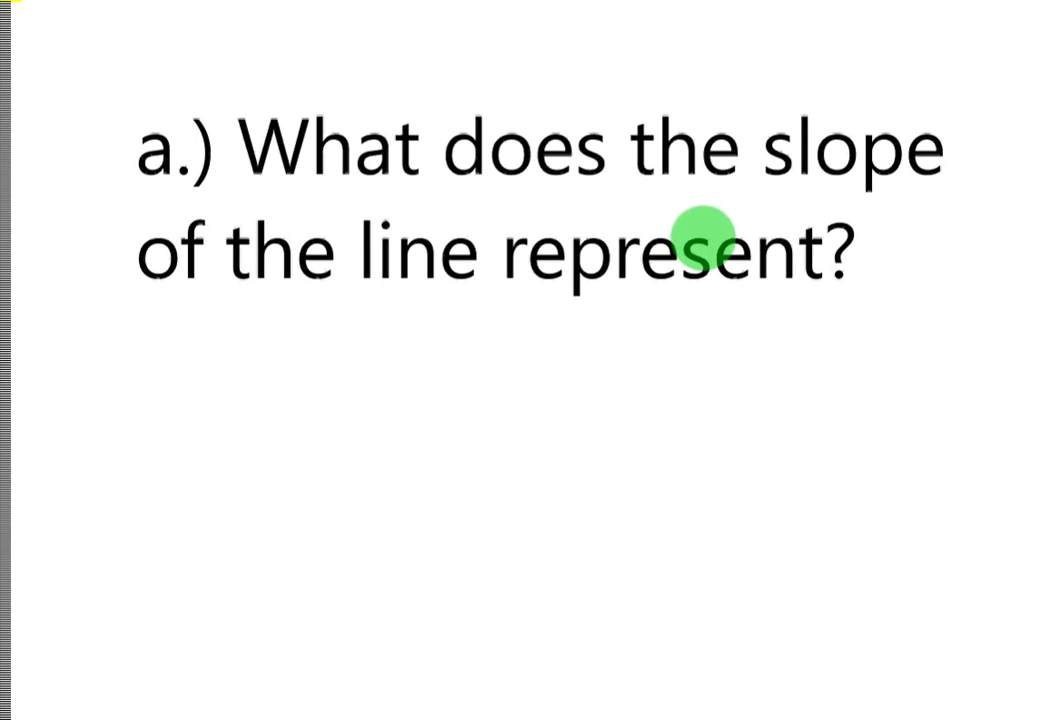 a.) What does the slope
of the line represent?